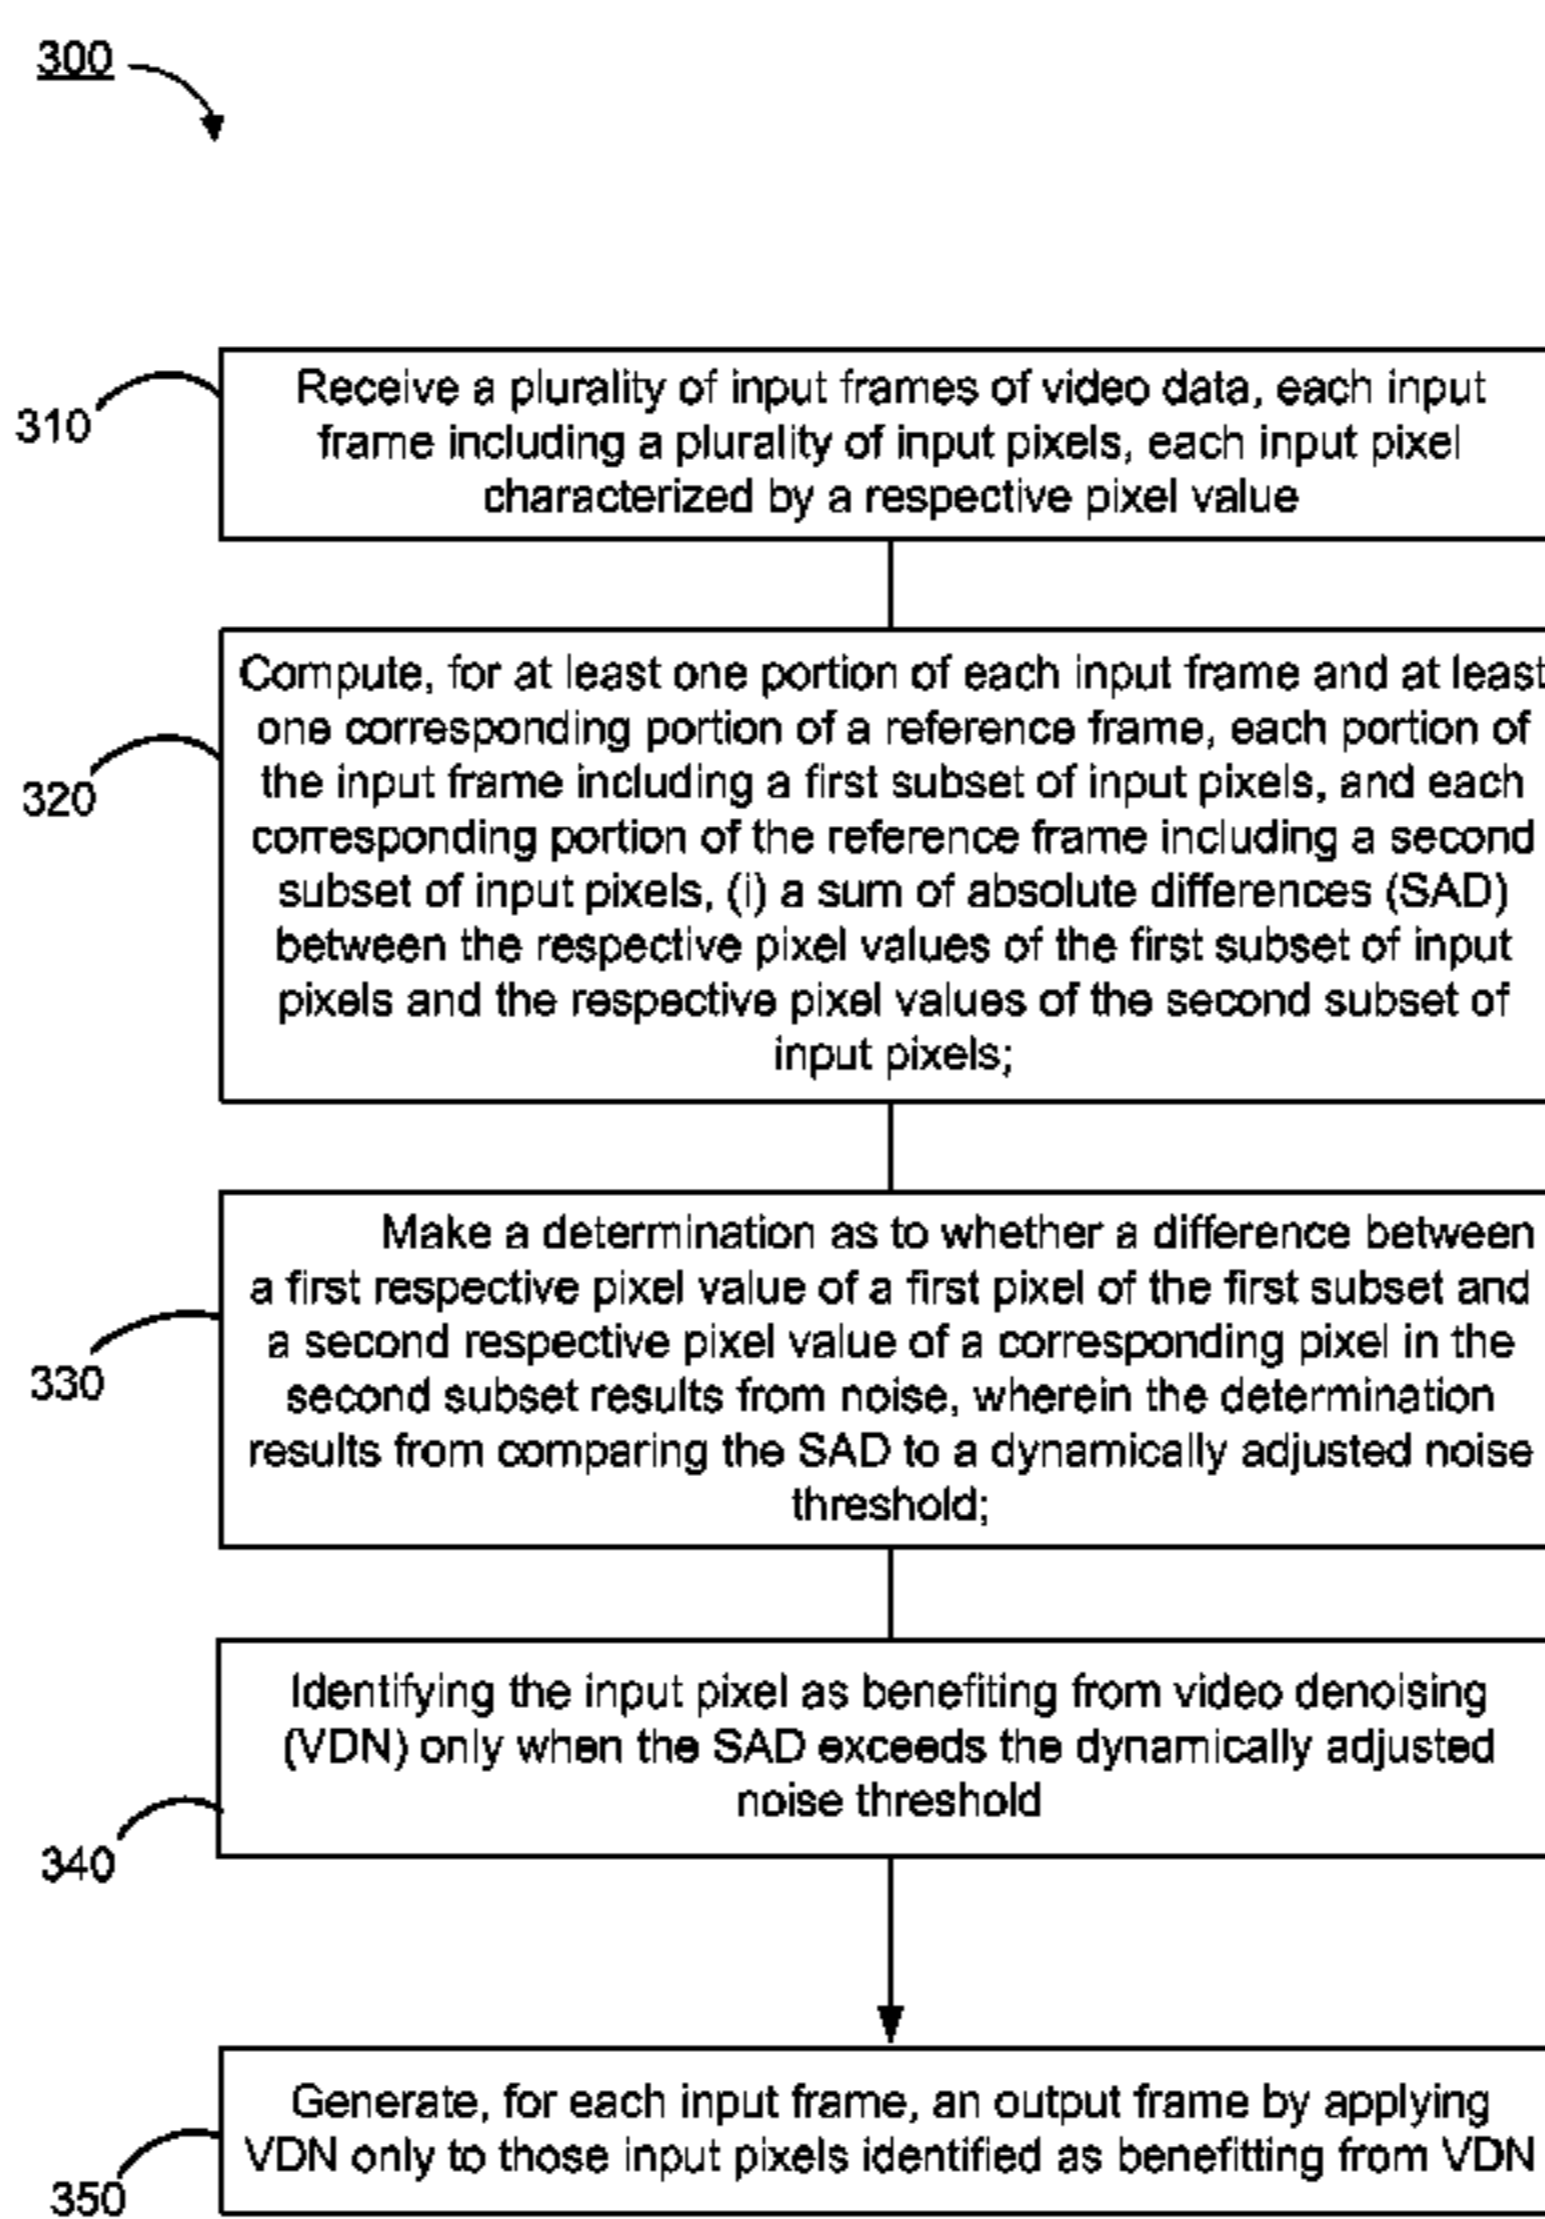 300
310
Receive a plurality of input frames of video data, each input
frame including a plurality of input pixels, each input pixel
characterized by a respective pixel value
320
Compute, for at least one portion of each input frame and at least
one corresponding portion of a reference frame, each portion of
the input frame including a first subset of input pixels, and each
corresponding portion of the reference frame including a second
subset of input pixels, (i) a sum of absolute differences (SAD)
between the respective pixel values of the first subset of input
pixels and the respective pixel values of the second subset of
input pixels;
330
Make a determination as to whether a difference between
a first respective pixel value of a first pixel of the first subset and
a second respective pixel value of a corresponding pixel in the
second subset results from noise, wherein the determination
results from comparing the SAD to a dynamically adjusted noise
threshold;
340
Identifying the input pixel as benefiting from video denoising
(VDN) only when the SAD exceeds the dynamically adjusted
noise threshold
350
Generate, for each input frame, an output frame by applying
VDN only to those input pixels identified as benefitting from VDN